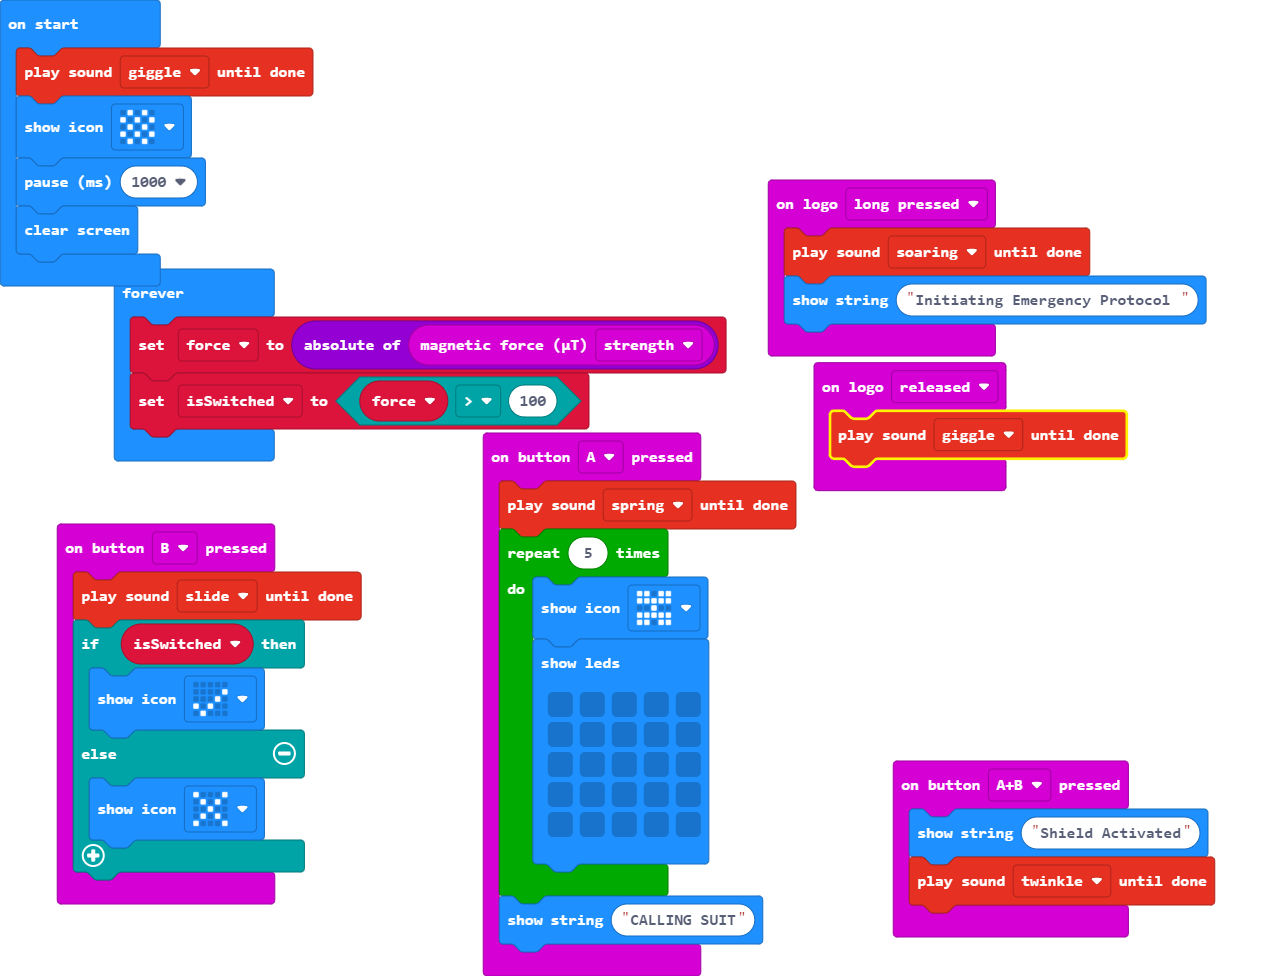 on start
play sound giggle until done
show icon
pause (ms) 1000
clear screen
forever
set force to absolute of magnetic force (µT) strength
set isSwitched to force > 100
on logo long pressed
play sound soaring until done
show string "Initiating Emergency Protocol "
on logo released
play sound giggle until done
on button B pressed
play sound slide until done
if isSwitched then
show icon
else
show icon
on button A pressed
play sound spring until done
repeat 5 times
do
show icon
show leds
show string "CALLING SUIT"
on button A+B pressed
show string "Shield Activated"
play sound twinkle until done